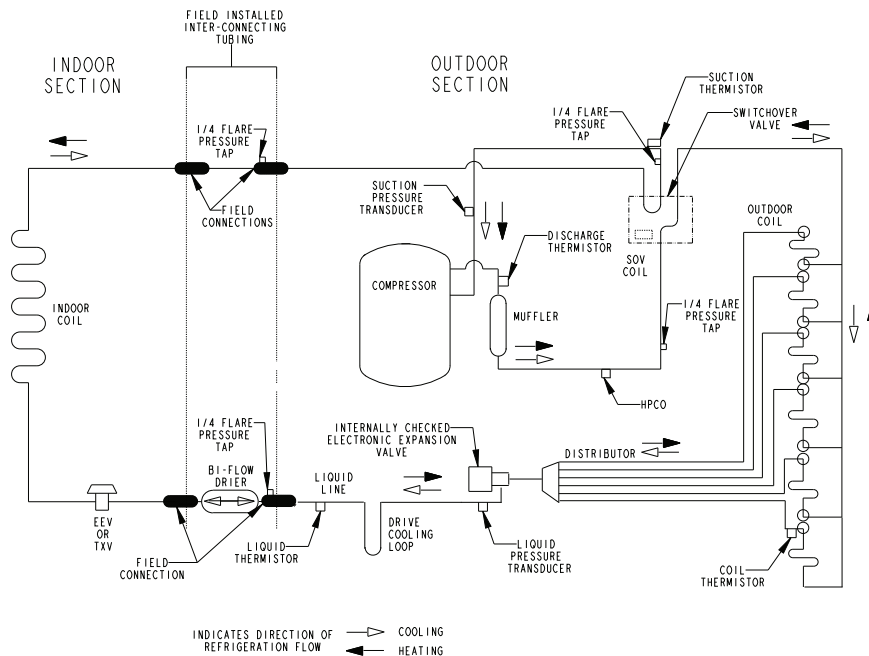 FIELD INSTALLED
INTER-CONNECTING
TUBING
INDOOR
SECTION
OUTDOOR
SECTION
SUCTION
THERMISTOR
1/4 FLARE
PRESSURE
TAP
SWITCHOVER
VALVE
1/4 FLARE
PRESSURE
TAP
FIELD
CONNECTIONS
SUCTION
PRESSURE
TRANSDUCER
OUTDOOR
COIL
DISCHARGE
THERMISTOR
SOV
COIL
COMPRESSOR
INDOOR
COIL
MUFFLER
1/4 FLARE
PRESSURE
TAP
HPCO
1/4 FLARE
PRESSURE
TAP
INTERNALLY CHECKED
ELECTRONIC EXPANSION
VALVE
DISTRIBUTOR
BI-FLOW
DRIER
LIQUID
LINE
EEV
OR
TXV
FIELD
CONNECTION
LIQUID
THERMISTOR
DRIVE
COOLING
LOOP
LIQUID
PRESSURE
TRANSDUCER
COIL
THERMISTOR
INDICATES DIRECTION OF
REFRIGERATION FLOW
COOLING
HEATING